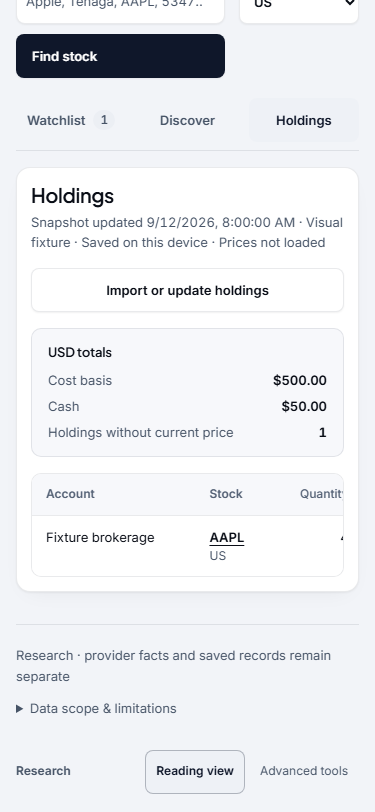 Apple, Tenaga, AAPL, 5347..
US
Find stock
Watchlist 1
Discover
Holdings
Holdings
Snapshot updated 9/12/2026, 8:00:00 AM · Visual
fixture · Saved on this device · Prices not loaded
Import or update holdings
USD totals
Cost basis $500.00
Cash $50.00
Holdings without current price 1
Account Stock Quantit
Fixture brokerage AAPL
US
Research · provider facts and saved records remain
separate
Data scope & limitations
Research
Reading view
Advanced tools